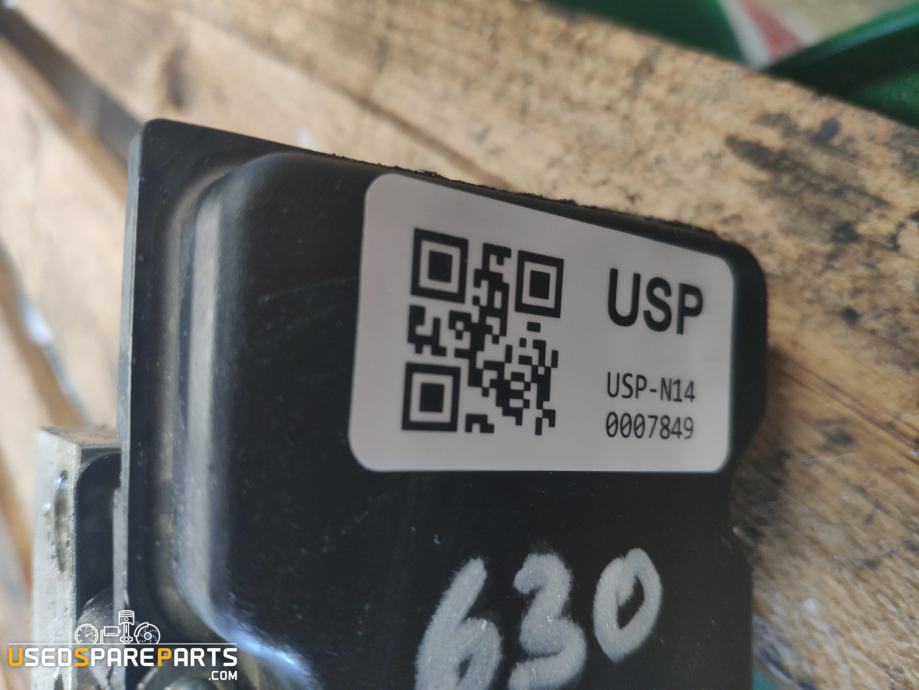 USP
USP-N14
0007849
630
USEDSPAREPARTS
.COM